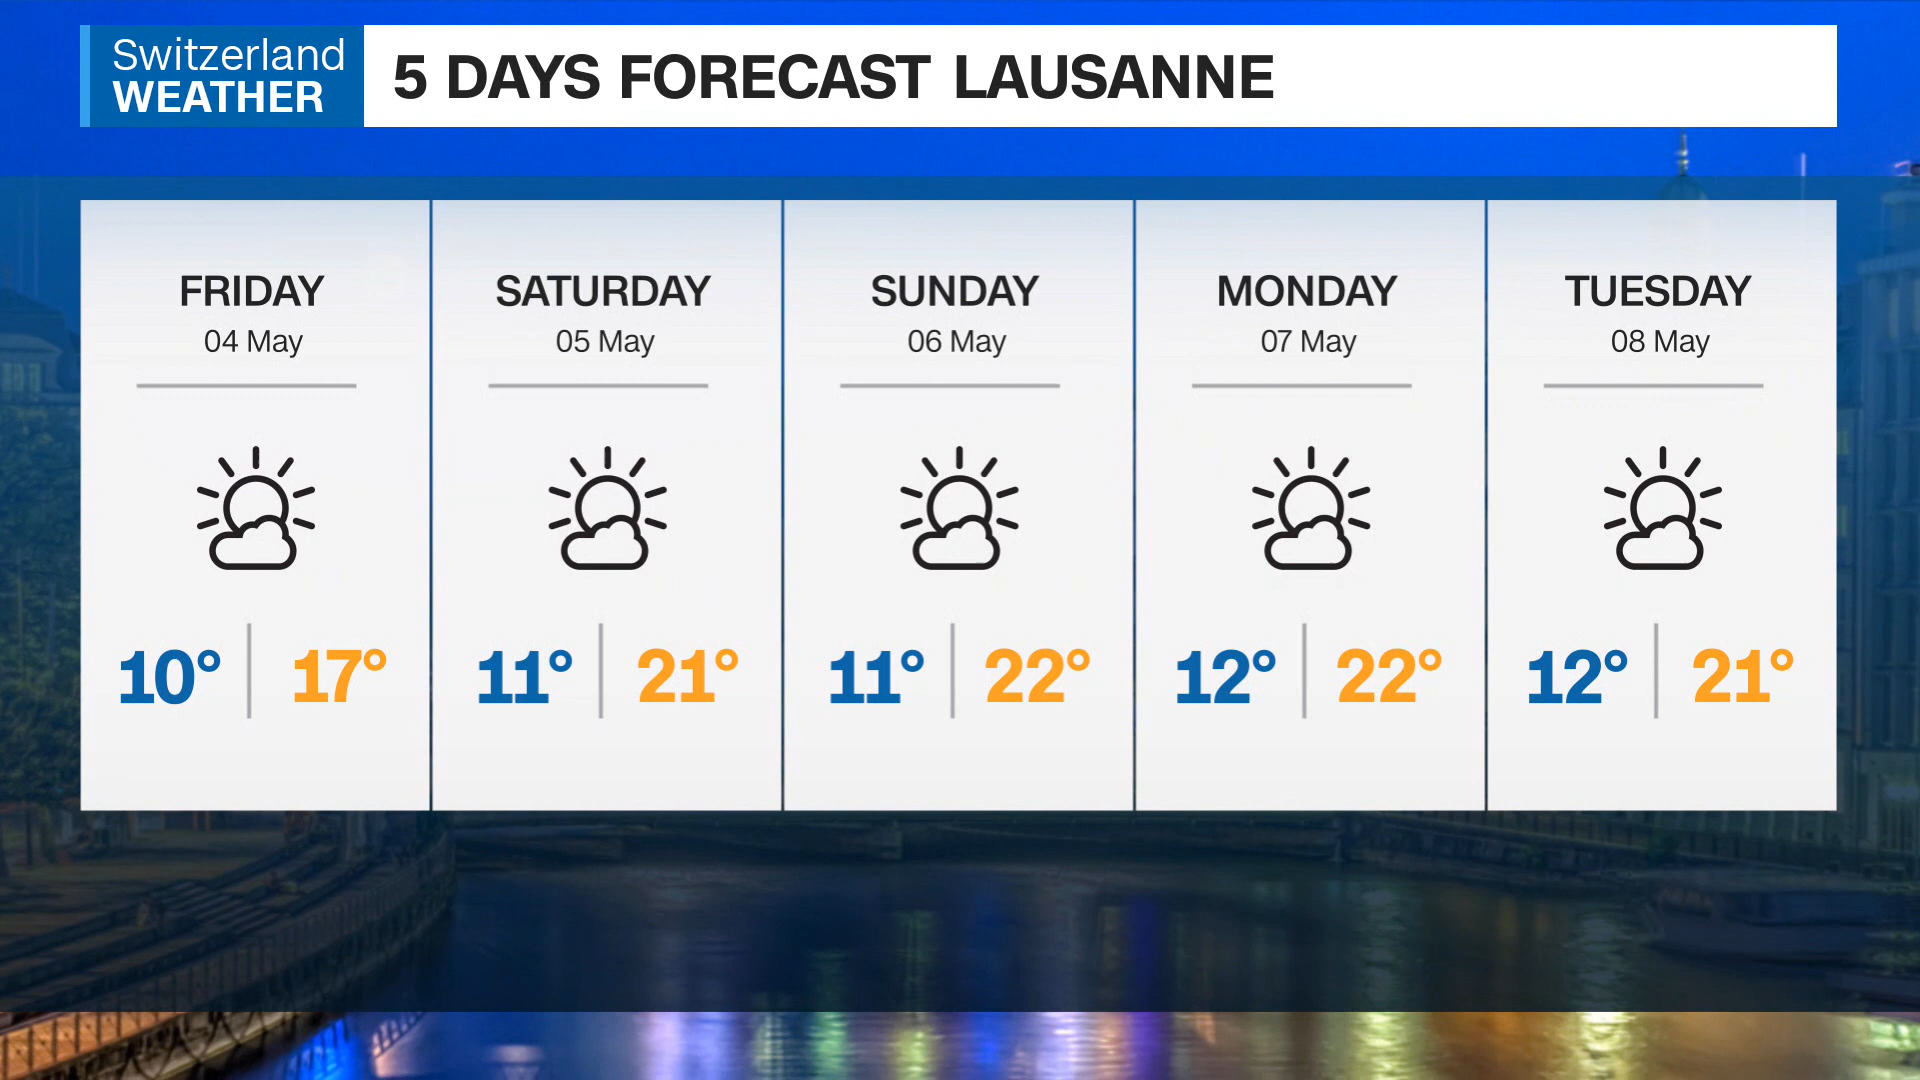 Switzerland
WEATHER
5 DAYS FORECAST LAUSANNE
FRIDAY
04 May
10° 17°
SATURDAY
05 May
11° 21°
SUNDAY
06 May
11° 22°
MONDAY
07 May
12° 22°
TUESDAY
08 May
12° 21°